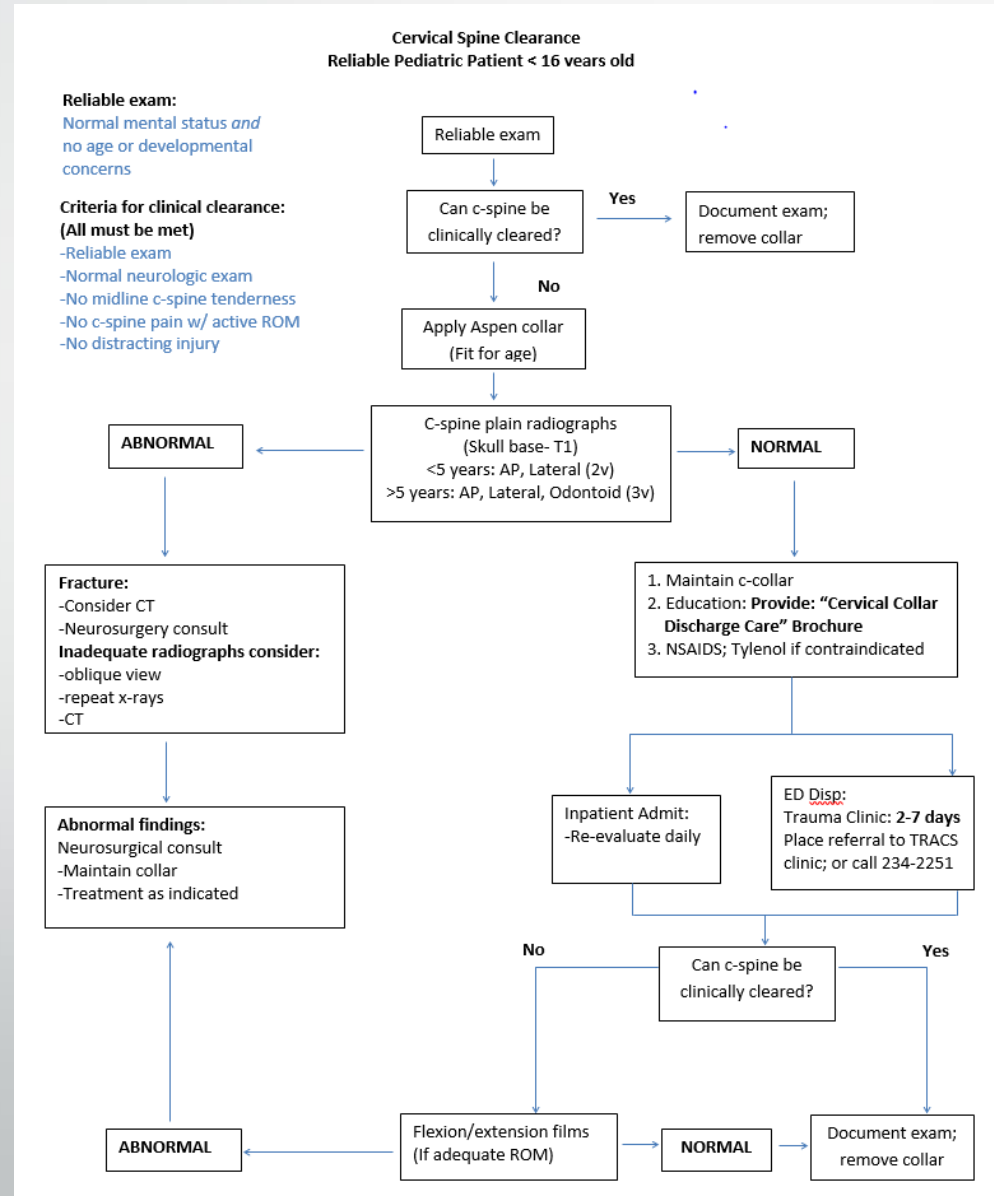 Cervical Spine Clearance
Reliable Pediatric Patient < 16 years old
Reliable exam:
Normal mental status and
no age or developmental
concerns
Criteria for clinical clearance:
(All must be met)
-Reliable exam
-Normal neurologic exam
-No midline c-spine tenderness
-No c-spine pain w/ active ROM
-No distracting injury
Reliable exam
Can c-spine be
clinically cleared?
Yes
Document exam;
remove collar
No
Apply Aspen collar
(Fit for age)
C-spine plain radiographs
(Skull base- T1)
<5 years: AP, Lateral (2v)
>5 years: AP, Lateral, Odontoid (3v)
ABNORMAL
NORMAL
Fracture:
-Consider CT
-Neurosurgery consult
Inadequate radiographs consider:
-oblique view
-repeat x-rays
-CT
1. Maintain c-collar
2. Education: Provide: “Cervical Collar
Discharge Care” Brochure
3. NSAIDS; Tylenol if contraindicated
Abnormal findings:
Neurosurgical consult
-Maintain collar
-Treatment as indicated
Inpatient Admit:
-Re-evaluate daily
ED Disp:
Trauma Clinic: 2-7 days
Place referral to TRACS
clinic; or call 234-2251
Can c-spine be
clinically cleared?
No
Yes
ABNORMAL
Flexion/extension films
(If adequate ROM)
NORMAL
Document exam;
remove collar